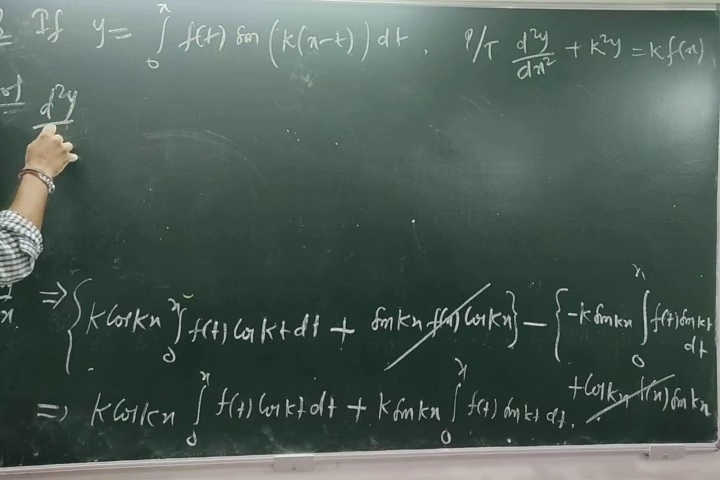 If y = ∫₀ˣ f(t) sin (k(x-t)) dt. P/T d²y/dx² + k²y = k f(x)
d²y
⇒ {k cos kx ∫₀ˣ f(t) cos kt dt + sin kx f(x) cos kx} - {-k sin kx ∫₀ˣ f(t) sin kt dt
+ cos kx f(x) sin kx
⇒ k cos kx ∫₀ˣ f(t) cos kt dt + k sin kx ∫₀ˣ f(t) sin kt dt.